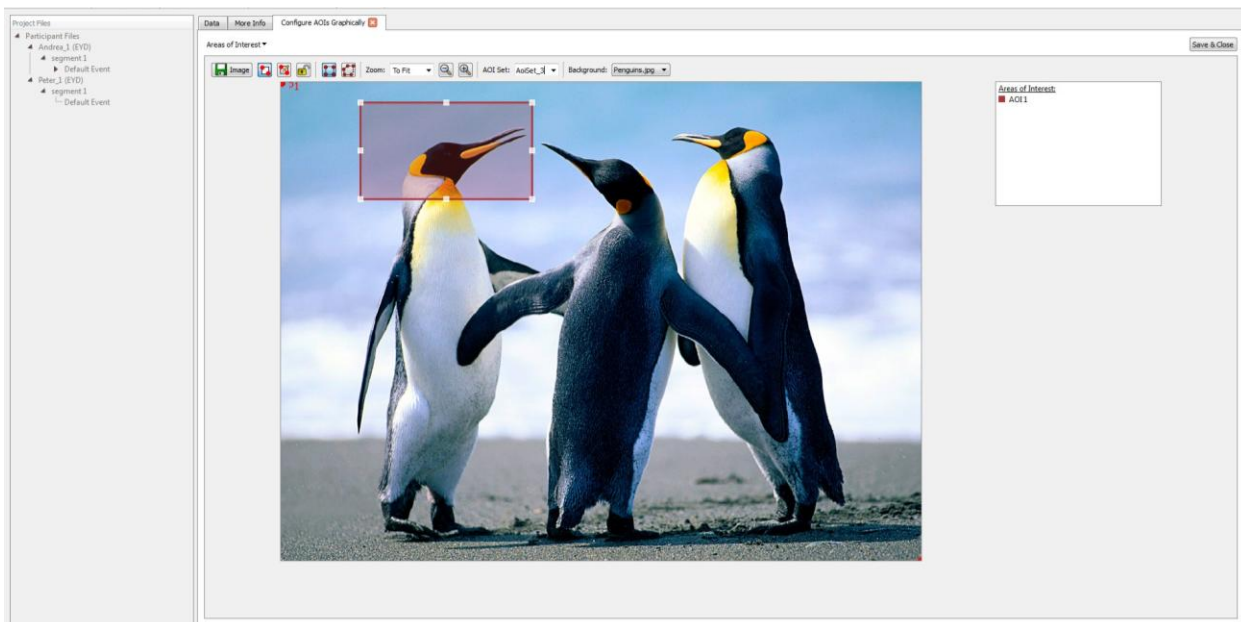 Project Files
Participant Files
Andrea_1 (EYD)
segment 1
Default Event
Peter_1 (EYD)
segment 1
Default Event
Data More Info Configure AOIs Graphically
Areas of Interest
Save & Close
Image Zoom: To Fit AOI Set: AoiSet_3 Background: Penguins.jpg
Areas of Interest:
AOI 1